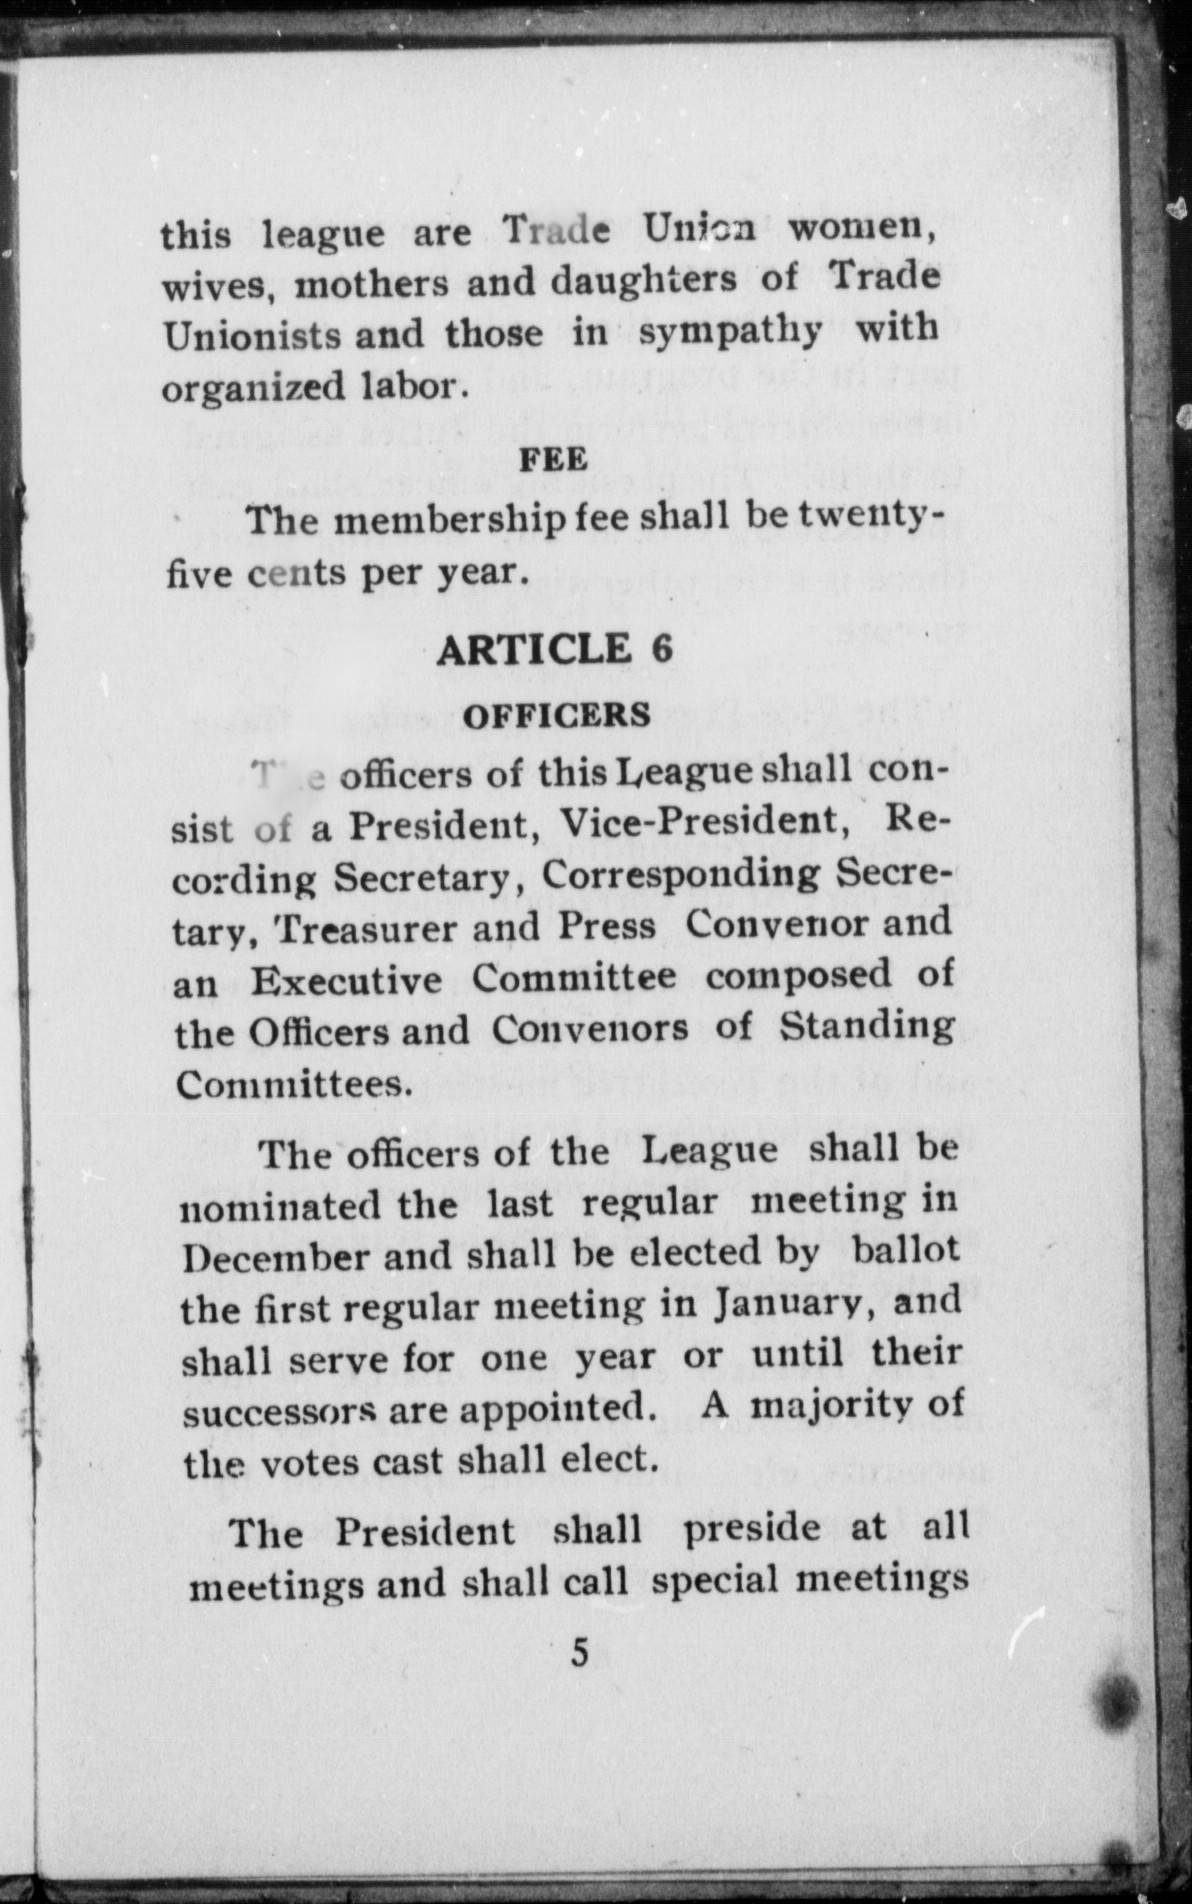 this league are Trade Union women,
wives, mothers and daughters of Trade
Unionists and those in sympathy with
organized labor.
FEE
The membership fee shall be twenty-
five cents per year.
ARTICLE 6
OFFICERS
The officers of this League shall con-
sist of a President, Vice-President, Re-
cording Secretary, Corresponding Secre-
tary, Treasurer and Press Convenor and
an Executive Committee composed of
the Officers and Convenors of Standing
Committees.
The officers of the League shall be
nominated the last regular meeting in
December and shall be elected by ballot
the first regular meeting in January, and
shall serve for one year or until their
successors are appointed. A majority of
the votes cast shall elect.
The President shall preside at all
meetings and shall call special meetings
5